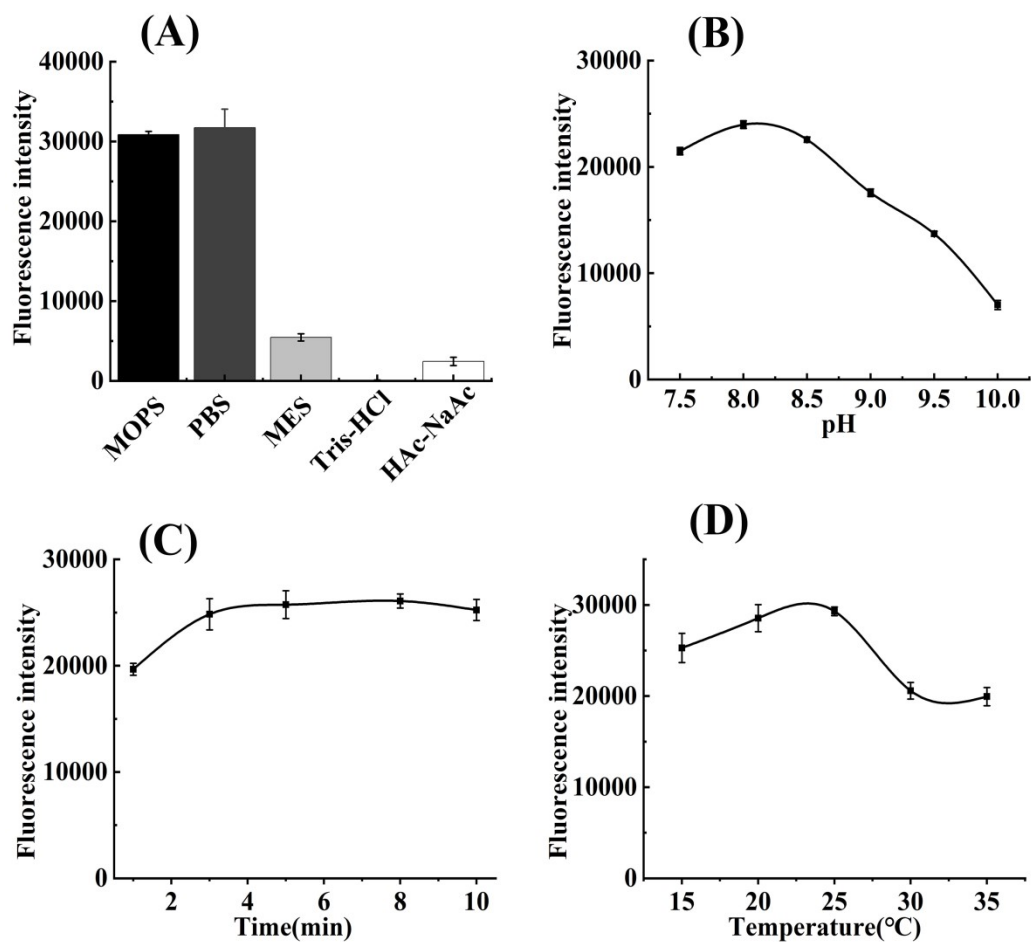 (A)
Fluorescence intensity
40000
30000
20000
10000
0
MOPS
PBS
MES
Tris-HCl
HAc-NaAc
(B)
Fluorescence intensity
30000
20000
10000
0
7.5 8.0 8.5 9.0 9.5 10.0
pH
(C)
Fluorescence intensity
30000
20000
10000
0
2 4 6 8 10
Time(min)
(D)
Fluorescence intensity
30000
20000
10000
0
15 20 25 30 35
Temperature(℃)